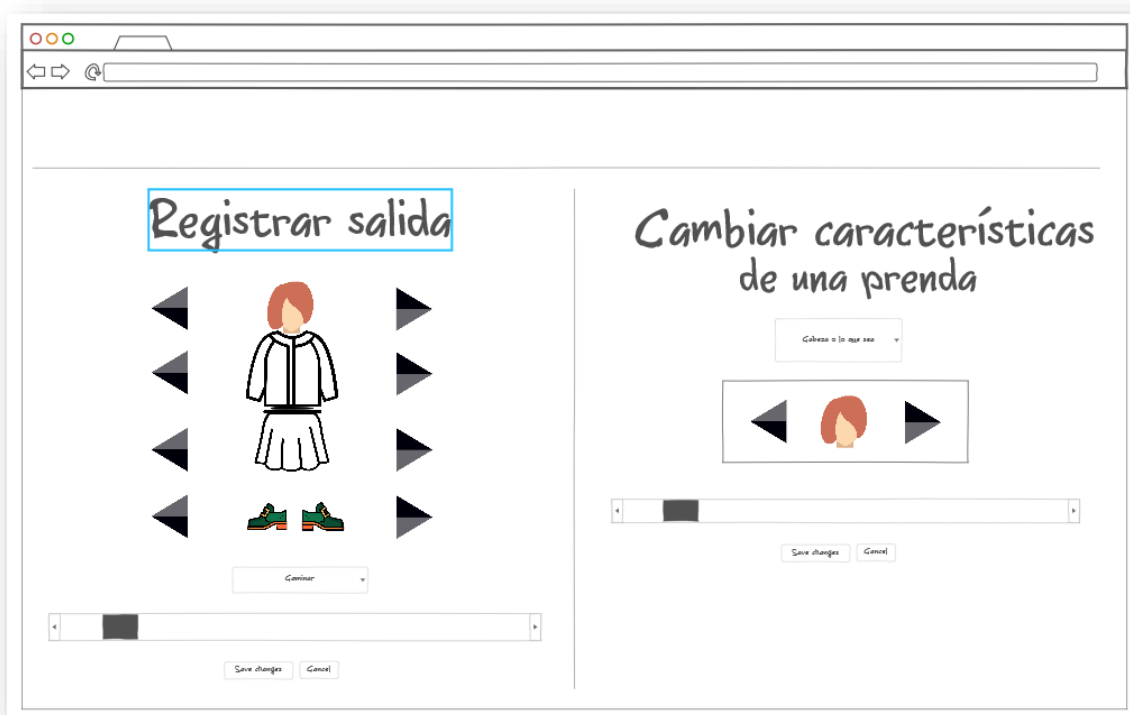 Registrar salida
Caminar
Save changes
Cancel
Cambiar características
de una prenda
Cabeza o lo que sea
Save changes
Cancel